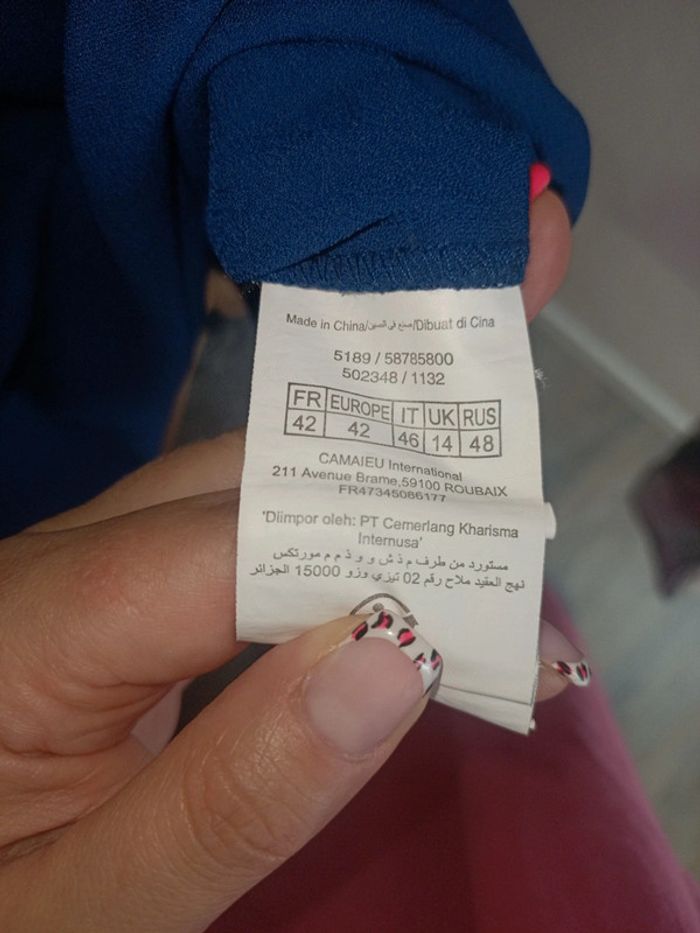 Made in China/صنع في الصين/Dibuat di Cina
5189 / 58785800
502348 / 1132
FR EUROPE IT UK RUS
42 42 46 14 48
CAMAIEU International
211 Avenue Brame,59100 ROUBAIX
FR47345086177
'Diimpor oleh: PT Cemerlang Kharisma
Internusa'
مستورد من طرف م ذ ش و و ذ م م مورتكس
نهج العقيد ملاح رقم 02 تيزي وزو 15000 الجزائر